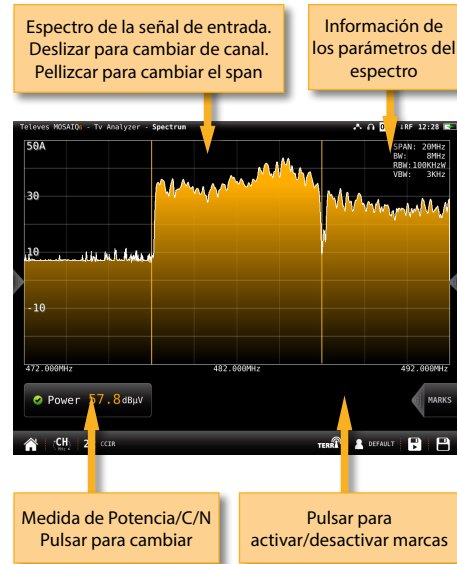 Espectro de la señal de entrada.
Deslizar para cambiar de canal.
Pellizcar para cambiar el span
Información de
los parámetros del
espectro
Televes MOSAIQ6 - Tv Analyzer - Spectrum
RF 12:28
50A
SPAN: 20MHz
BW: 8MHz
RBW:100KHzW
VBW: 3KHz
30
10
-10
472.000MHz 482.000MHz 492.000MHz
Power 57.8dBμV
MARKS
CH CCIR
TERR DEFAULT
Medida de Potencia/C/N
Pulsar para cambiar
Pulsar para
activar/desactivar marcas